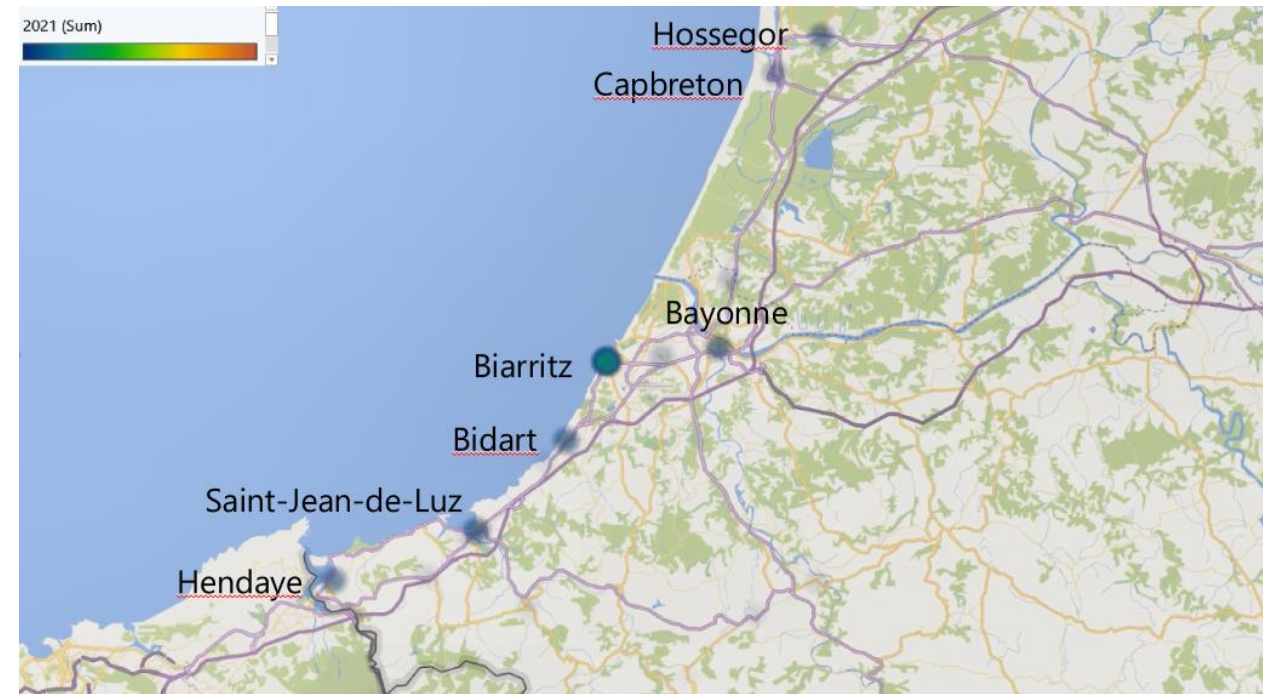 2021 (Sum)
Hossegor
Capbreton
Bayonne
Biarritz
Bidart
Saint-Jean-de-Luz
Hendaye